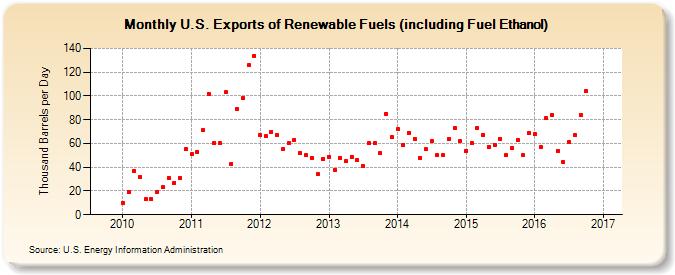 Monthly U.S. Exports of Renewable Fuels (including Fuel Ethanol)
Thousand Barrels per Day
140
120
100
80
60
40
20
0
2010 2011 2012 2013 2014 2015 2016 2017
Source: U.S. Energy Information Administration